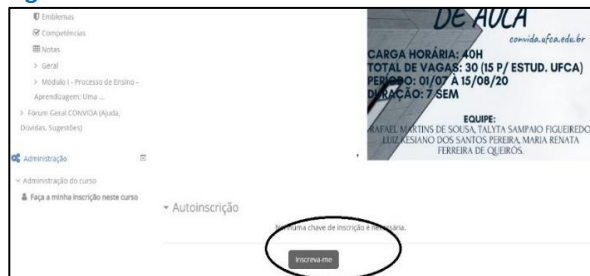 Emblemas
Competências
Notas
> Geral
> Módulo I - Processo de Ensino -
Aprendizagem: Uma ...
> Fórum Geral CONVIDA (Ajuda,
Dúvidas, Sugestões)
Administração
Administração do curso
Faça a minha inscrição neste curso
DE AULA
convida.ufca.edu.br
CARGA HORÁRIA: 40H
TOTAL DE VAGAS: 30 (15 P/ ESTUD. UFCA)
PERÍODO: 01/07 À 15/08/20
DURAÇÃO: 7 SEM
EQUIPE:
RAFAEL MARTINS DE SOUSA, TALYTA SAMPAIO FIGUEIREDO
LUIZ KESIANO DOS SANTOS PEREIRA, MARIA RENATA
FERREIRA DE QUEIRÓS.
Autoinscrição
Nenhuma chave de inscrição é necessária.
Inscreva-me